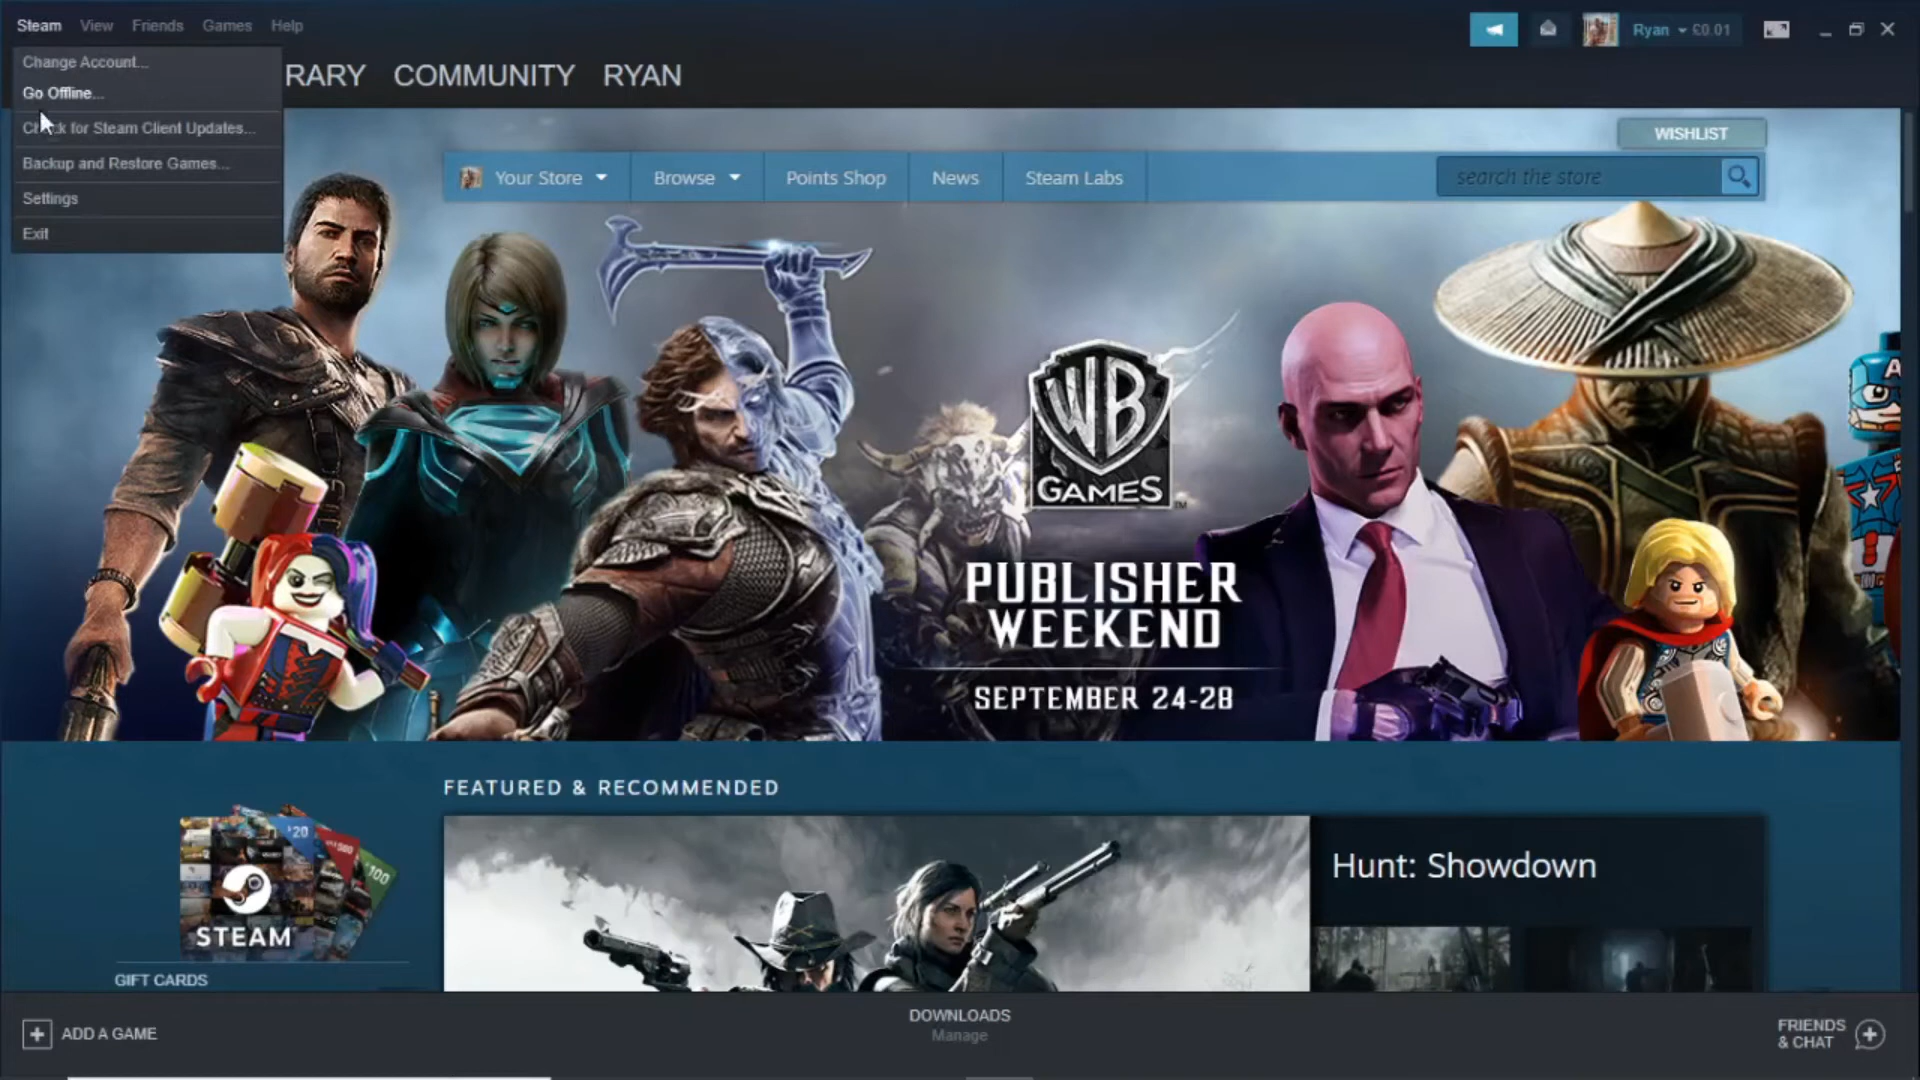 Steam View Friends Games Help
Ryan £0.01
Change Account...
RARY COMMUNITY RYAN
Go Offline...
Check for Steam Client Updates...
Backup and Restore Games...
Settings
Exit
WISHLIST
Your Store Browse Points Shop News Steam Labs
search the store
WB
GAMES
PUBLISHER
WEEKEND
SEPTEMBER 24-28
FEATURED & RECOMMENDED
Hunt: Showdown
20
100
STEAM
GIFT CARDS
ADD A GAME
DOWNLOADS
Manage
FRIENDS
& CHAT